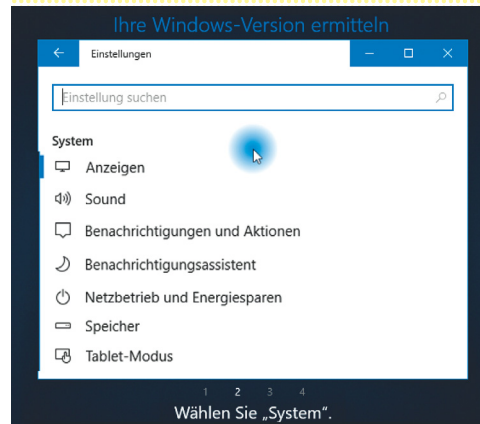 Ihre Windows-Version ermitteln
Einstellungen
Einstellung suchen
System
Anzeigen
Sound
Benachrichtigungen und Aktionen
Benachrichtigungsassistent
Netzbetrieb und Energiesparen
Speicher
Tablet-Modus
1 2 3 4
Wählen Sie „System“.